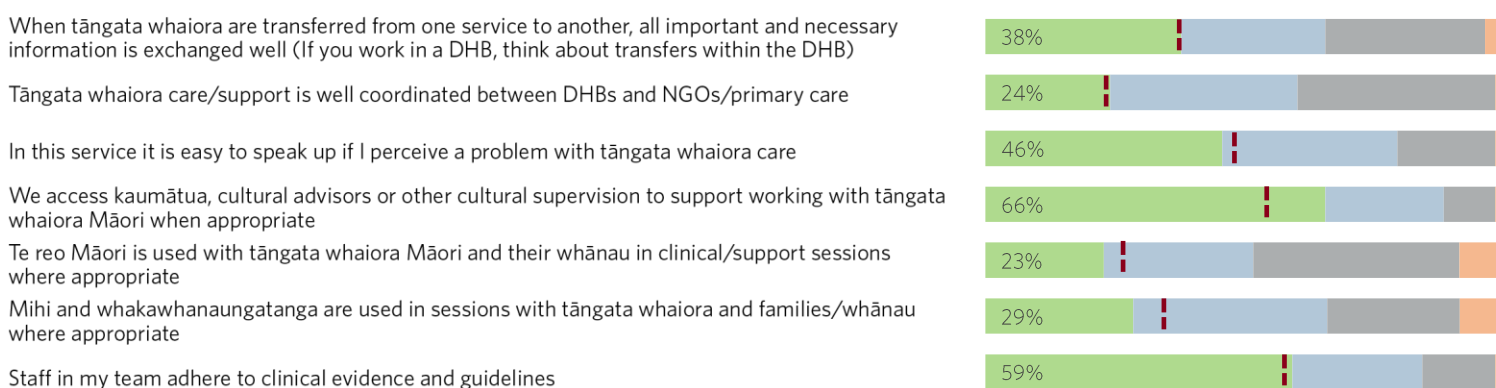 When tāngata whaiora are transferred from one service to another, all important and necessary
information is exchanged well (If you work in a DHB, think about transfers within the DHB)
38%
Tāngata whaiora care/support is well coordinated between DHBs and NGOs/primary care
24%
In this service it is easy to speak up if I perceive a problem with tāngata whaiora care
46%
We access kaumātua, cultural advisors or other cultural supervision to support working with tāngata
whaiora Māori when appropriate
66%
Te reo Māori is used with tāngata whaiora Māori and their whānau in clinical/support sessions
where appropriate
23%
Mihi and whakawhanaungatanga are used in sessions with tāngata whaiora and families/whānau
where appropriate
29%
Staff in my team adhere to clinical evidence and guidelines
59%